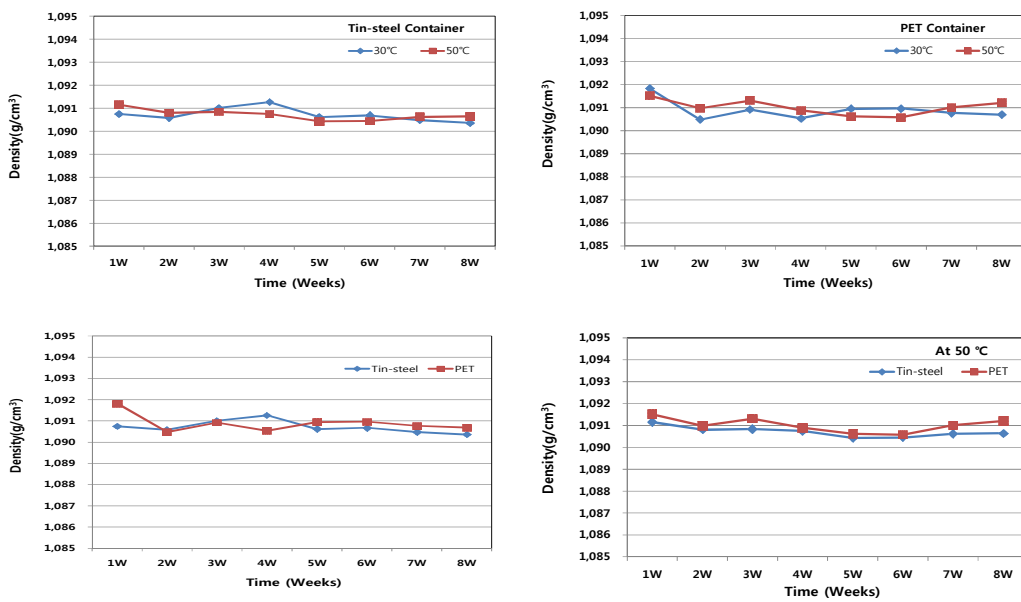 Tin-steel Container
30℃ 50℃
Density(g/cm³)
1,095
1,094
1,093
1,092
1,091
1,090
1,089
1,088
1,087
1,086
1,085
1W 2W 3W 4W 5W 6W 7W 8W
Time (Weeks)
PET Container
30℃ 50℃
Density(g/cm³)
1,095
1,094
1,093
1,092
1,091
1,090
1,089
1,088
1,087
1,086
1,085
1W 2W 3W 4W 5W 6W 7W 8W
Time (Weeks)
Tin-steel PET
Density(g/cm³)
1,095
1,094
1,093
1,092
1,091
1,090
1,089
1,088
1,087
1,086
1,085
1W 2W 3W 4W 5W 6W 7W 8W
Time (Weeks)
At 50 ℃
Tin-steel PET
Density(g/cm³)
1,095
1,094
1,093
1,092
1,091
1,090
1,089
1,088
1,087
1,086
1,085
1W 2W 3W 4W 5W 6W 7W 8W
Time (Weeks)